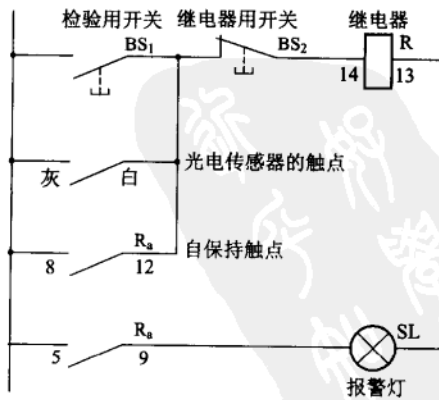 检验用开关 继电器用开关 继电器
BS₁ BS₂ R
14 13
灰 白 光电传感器的触点
Rₐ
8 12 自保持触点
Rₐ SL
5 9
报警灯